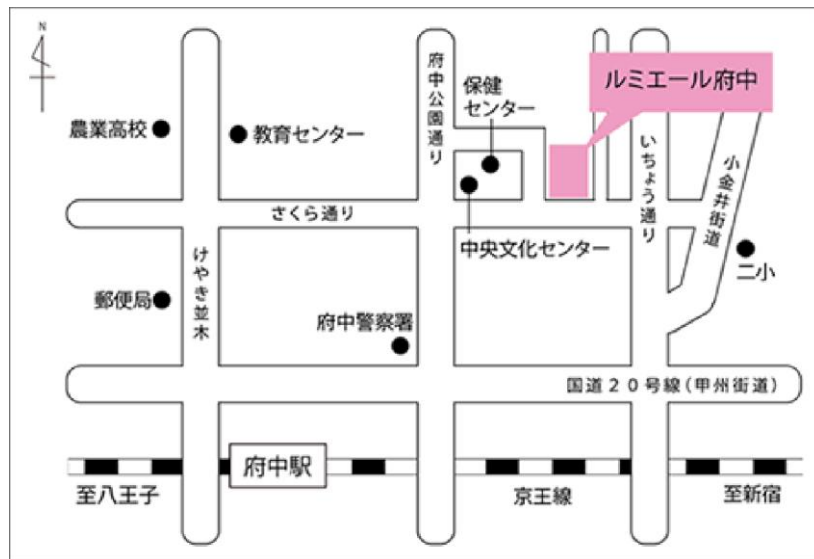 N
ルミエール府中
保健
センター
府中公園通り
農業高校
教育センター
いちょう通り
小金井街道
さくら通り
中央文化センター
二小
けやき並木
郵便局
府中警察署
国道20号線(甲州街道)
府中駅
至八王子
京王線
至新宿